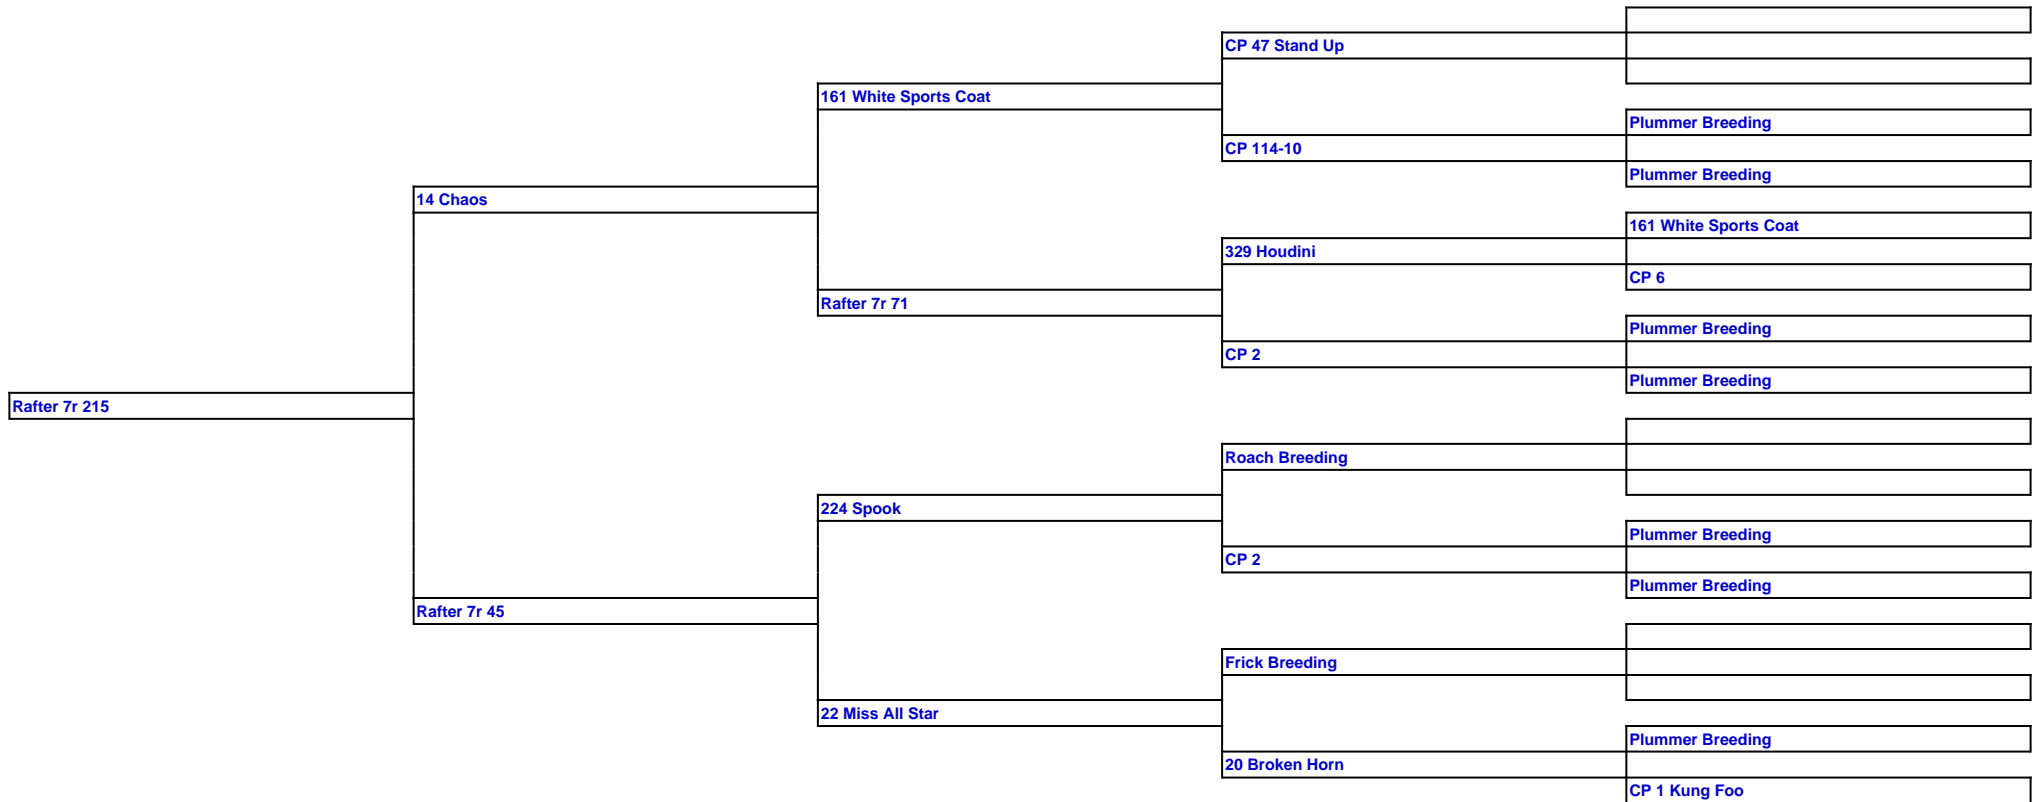 CP 47 Stand Up
161 White Sports Coat
Plummer Breeding
CP 114-10
Plummer Breeding
14 Chaos
161 White Sports Coat
329 Houdini
CP 6
Rafter 7r 71
Plummer Breeding
CP 2
Plummer Breeding
Rafter 7r 215
Roach Breeding
224 Spook
Plummer Breeding
CP 2
Plummer Breeding
Rafter 7r 45
Frick Breeding
22 Miss All Star
Plummer Breeding
20 Broken Horn
CP 1 Kung Foo